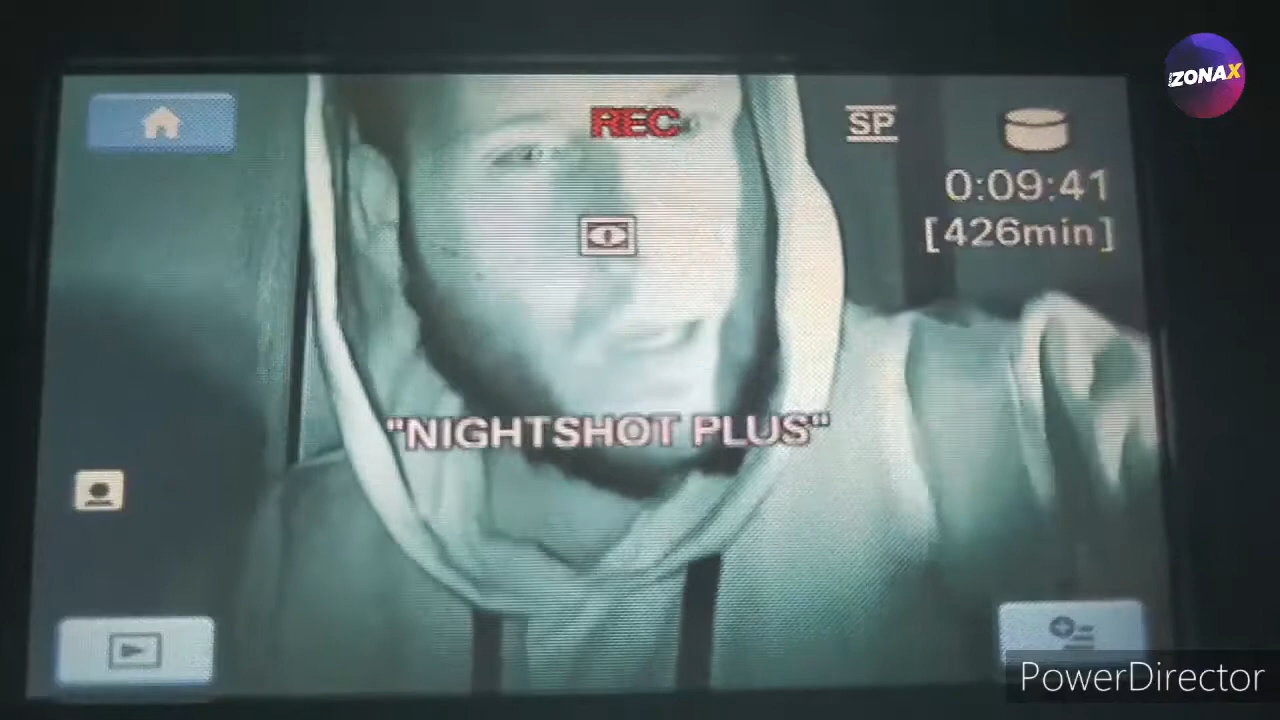 ZONAX
REC
SP
0:09:41
[426min]
"NIGHTSHOT PLUS"
PowerDirector